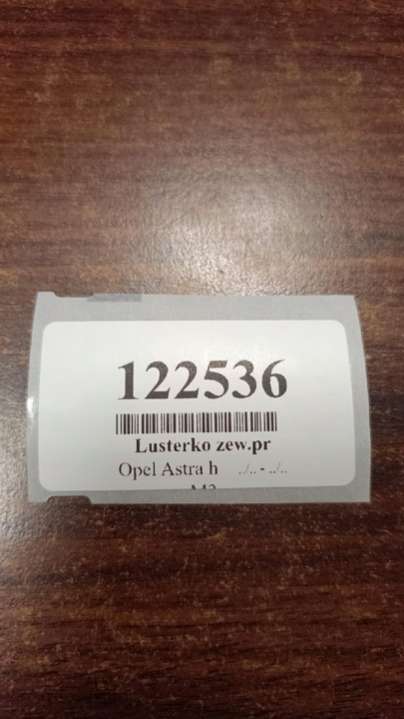 122536
Lusterko zew.pr
Opel Astra h ../.. - ../..